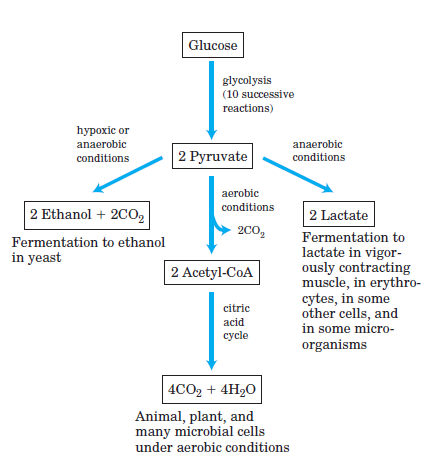 Glucose
glycolysis
(10 successive
reactions)
hypoxic or
anaerobic
conditions
2 Pyruvate
anaerobic
conditions
aerobic
conditions
2CO₂
2 Ethanol + 2CO₂
Fermentation to ethanol
in yeast
2 Lactate
Fermentation to
lactate in vigor-
ously contracting
muscle, in erythro-
cytes, in some
other cells, and
in some micro-
organisms
2 Acetyl-CoA
citric
acid
cycle
4CO₂ + 4H₂O
Animal, plant, and
many microbial cells
under aerobic conditions